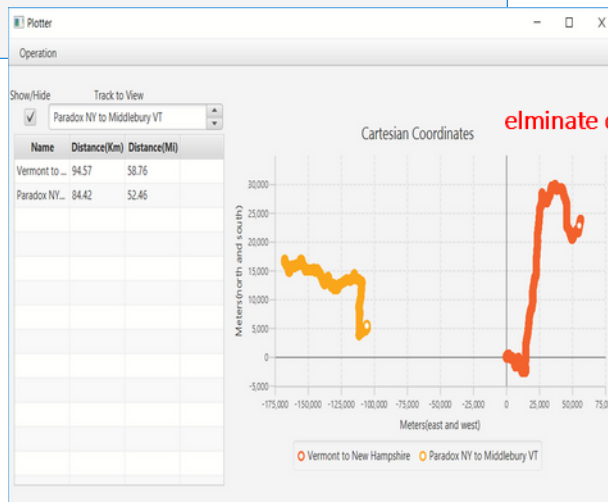 Plotter
Operation
Show/Hide
Track to View
Paradox NY to Middlebury VT
Name Distance(Km) Distance(Mi)
Vermont to ... 94.57 58.76
Paradox NY... 84.42 52.46
elminate
Cartesian Coordinates
Meters(north and south)
30,000
25,000
20,000
15,000
10,000
5,000
0
-5,000
-175,000 -150,000 -125,000 -100,000 -75,000 -50,000 -25,000 0 25,000 50,000 75,0
Meters(east and west)
Vermont to New Hampshire Paradox NY to Middlebury VT